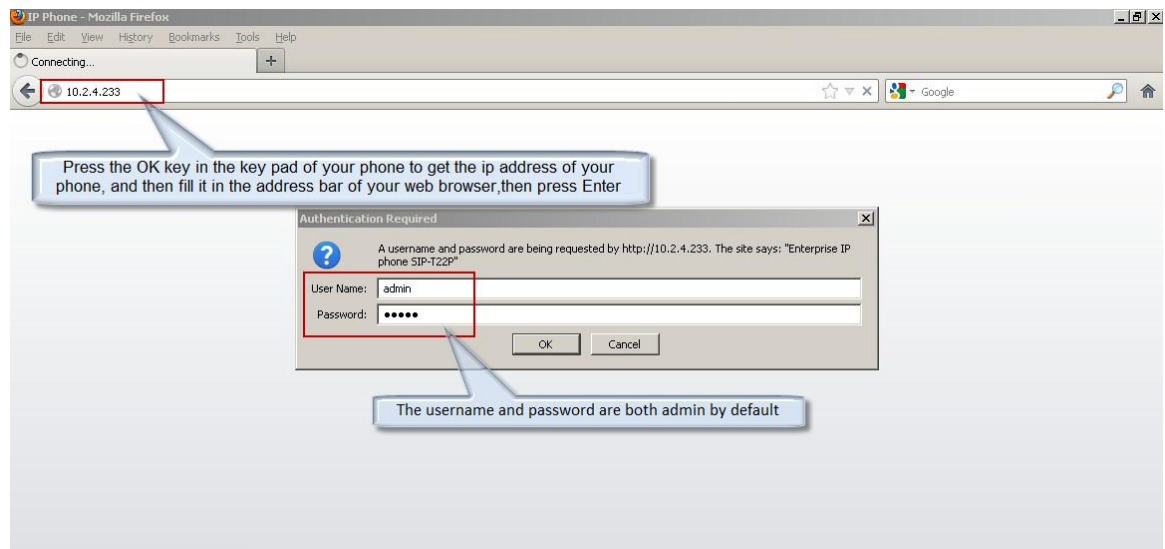 IP Phone - Mozilla Firefox
File Edit View History Bookmarks Tools Help
Connecting...
10.2.4.233
Google
Press the OK key in the key pad of your phone to get the ip address of your
phone, and then fill it in the address bar of your web browser,then press Enter
Authentication Required
A username and password are being requested by http://10.2.4.233. The site says: "Enterprise IP
phone SIP-T22P"
User Name: admin
Password: •••••
OK Cancel
The username and password are both admin by default